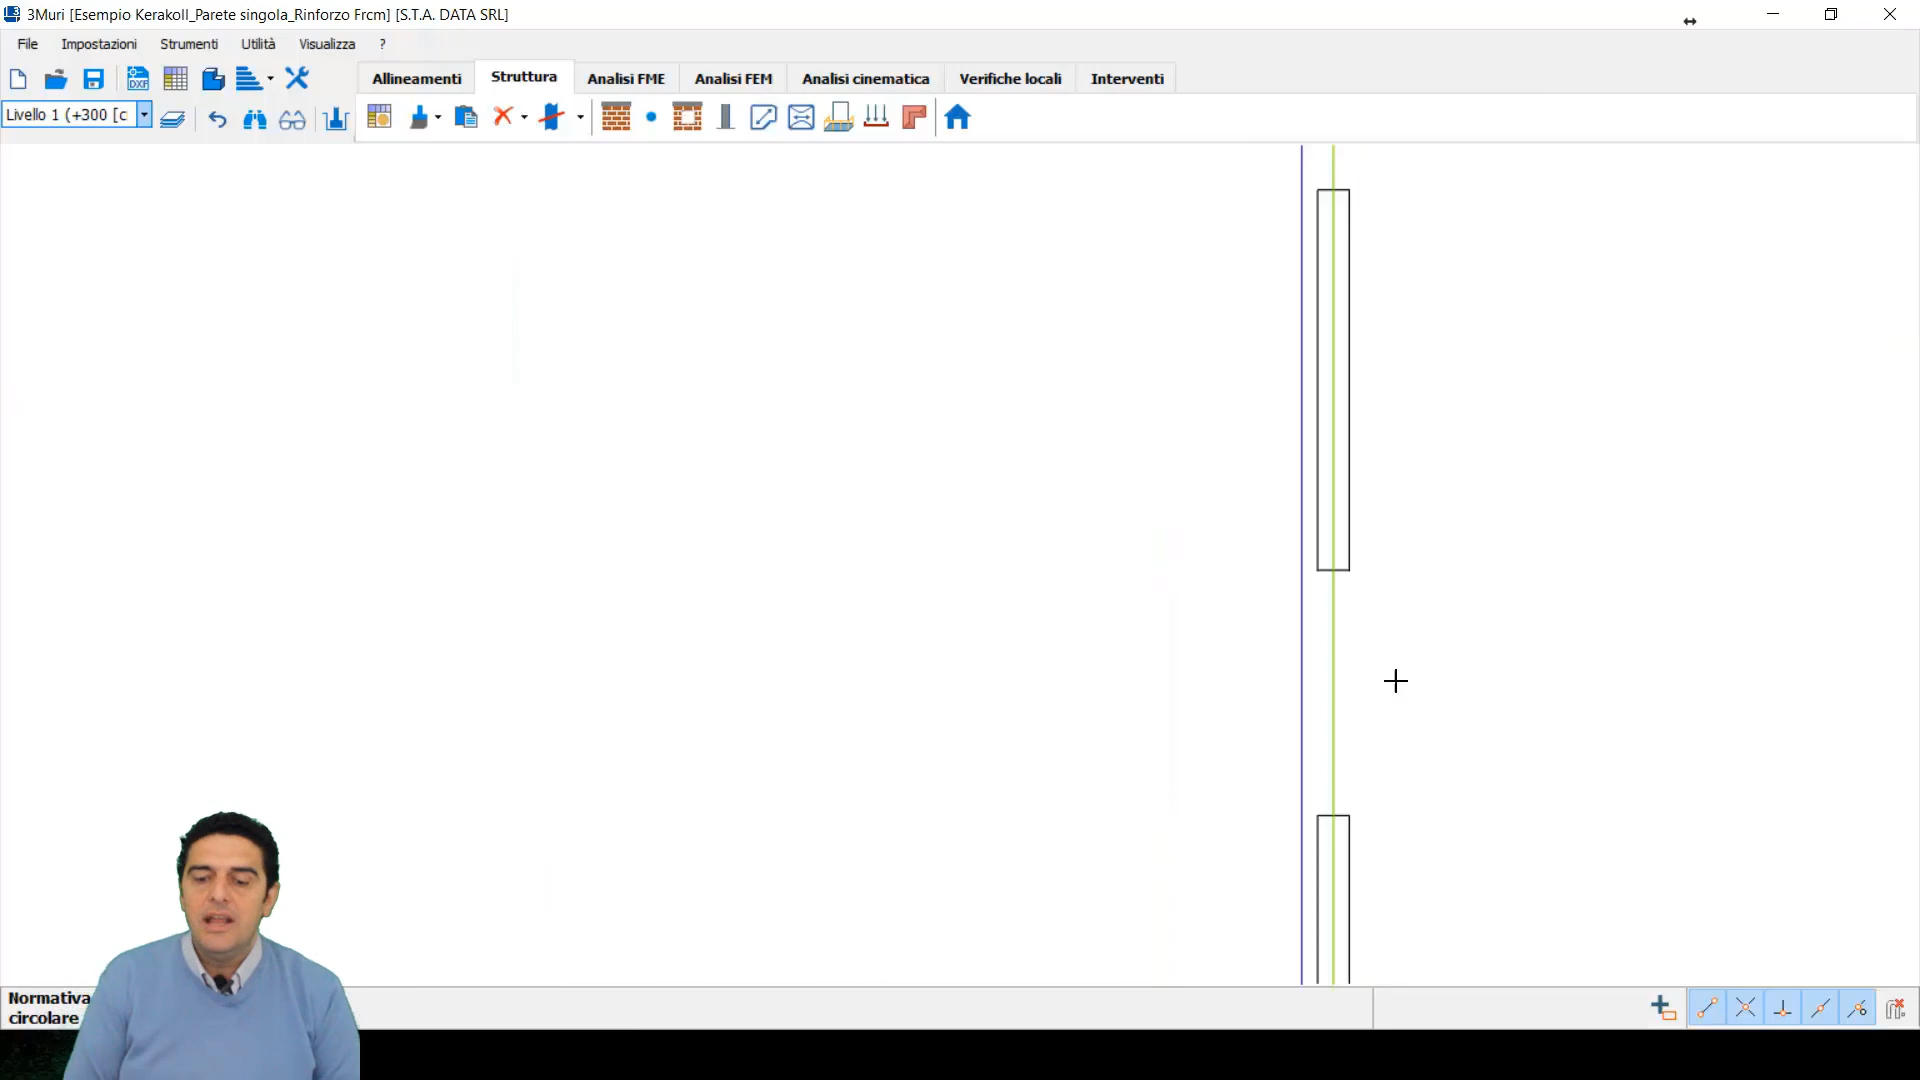 3Muri [Esempio Kerakoll_Parete singola_Rinforzo Frcm] [S.T.A. DATA SRL]
File Impostazioni Strumenti Utilità Visualizza ?
DXF
Allineamenti Struttura Analisi FME Analisi FEM Analisi cinematica Verifiche locali Interventi
Livello 1 (+300 [c
Normativa
circolare